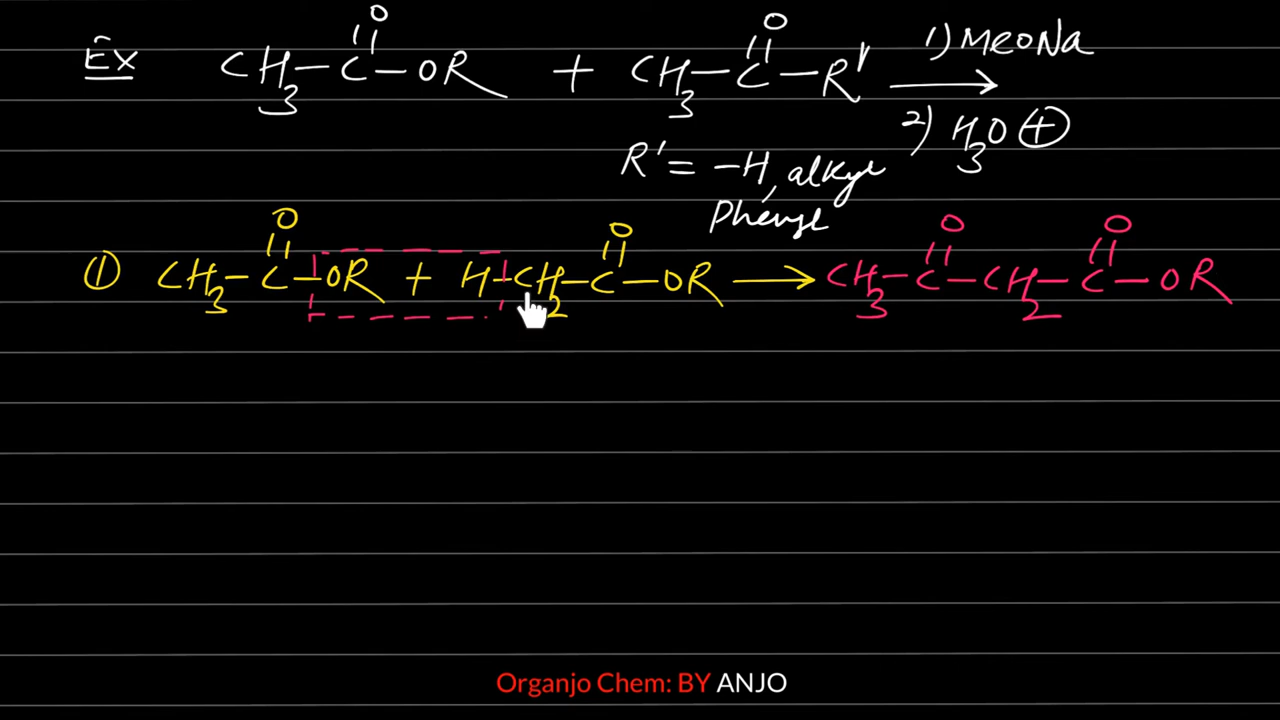 Ex CH3-C(=O)-OR + CH3-C(=O)-R' → 1) MeONa 2) H3O⊕
R' = -H, alkyl
Phenyl
① CH3-C(=O)-OR + H-CH2-C(=O)-OR → CH3-C(=O)-CH2-C(=O)-OR
Organjo Chem: BY ANJO